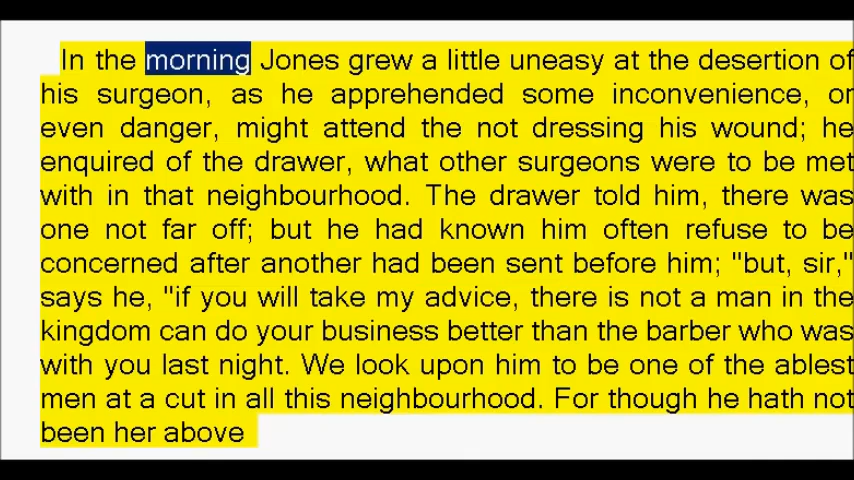 In the morning Jones grew a little uneasy at the desertion of
his surgeon, as he apprehended some inconvenience, or
even danger, might attend the not dressing his wound; he
enquired of the drawer, what other surgeons were to be met
with in that neighbourhood. The drawer told him, there was
one not far off; but he had known him often refuse to be
concerned after another had been sent before him; "but, sir,"
says he, "if you will take my advice, there is not a man in the
kingdom can do your business better than the barber who was
with you last night. We look upon him to be one of the ablest
men at a cut in all this neighbourhood. For though he hath not
been her above